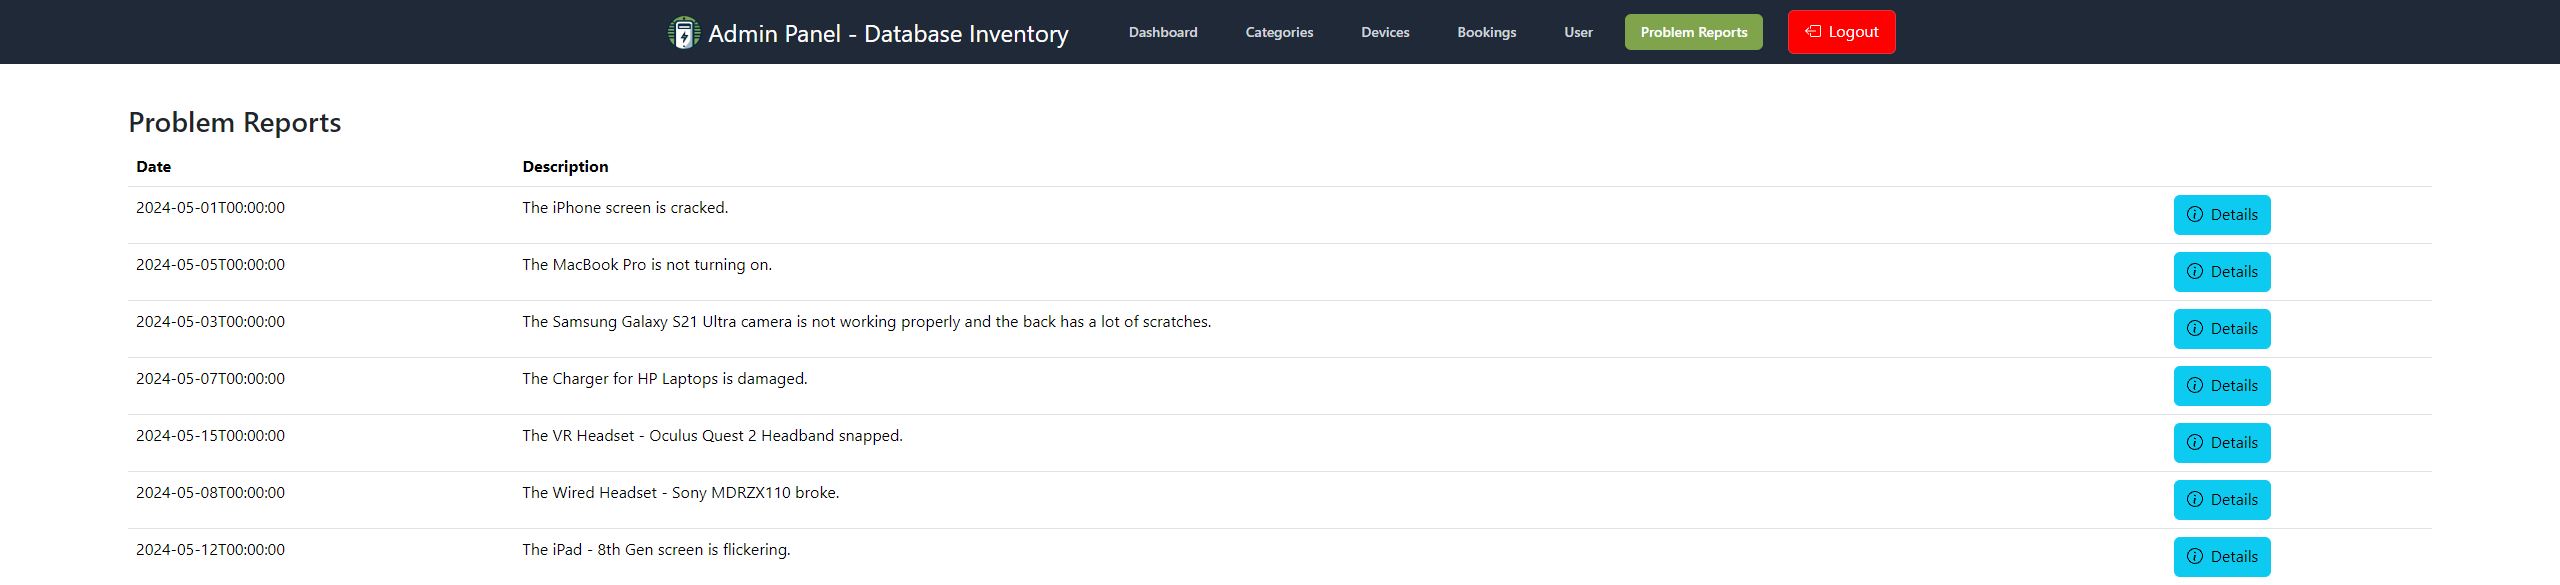 Admin Panel - Database Inventory Dashboard Categories Devices Bookings User Problem Reports Logout
Problem Reports
Date Description
2024-05-01T00:00:00 The iPhone screen is cracked. Details
2024-05-05T00:00:00 The MacBook Pro is not turning on. Details
2024-05-03T00:00:00 The Samsung Galaxy S21 Ultra camera is not working properly and the back has a lot of scratches. Details
2024-05-07T00:00:00 The Charger for HP Laptops is damaged. Details
2024-05-15T00:00:00 The VR Headset - Oculus Quest 2 Headband snapped. Details
2024-05-08T00:00:00 The Wired Headset - Sony MDRZX110 broke. Details
2024-05-12T00:00:00 The iPad - 8th Gen screen is flickering. Details